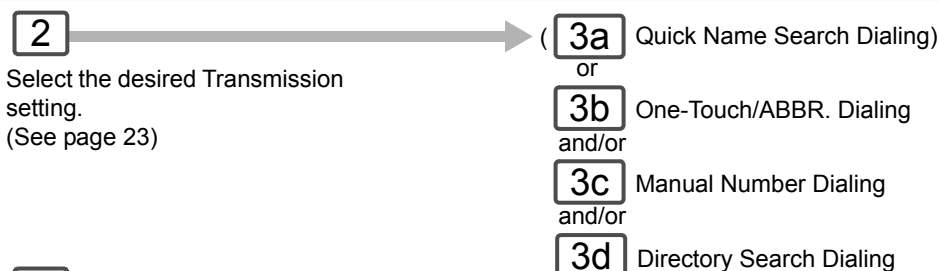 2
Select the desired Transmission
setting.
(See page 23)
( 3a Quick Name Search Dialing)
or
3b One-Touch/ABBR. Dialing
and/or
3c Manual Number Dialing
and/or
3d Directory Search Dialing